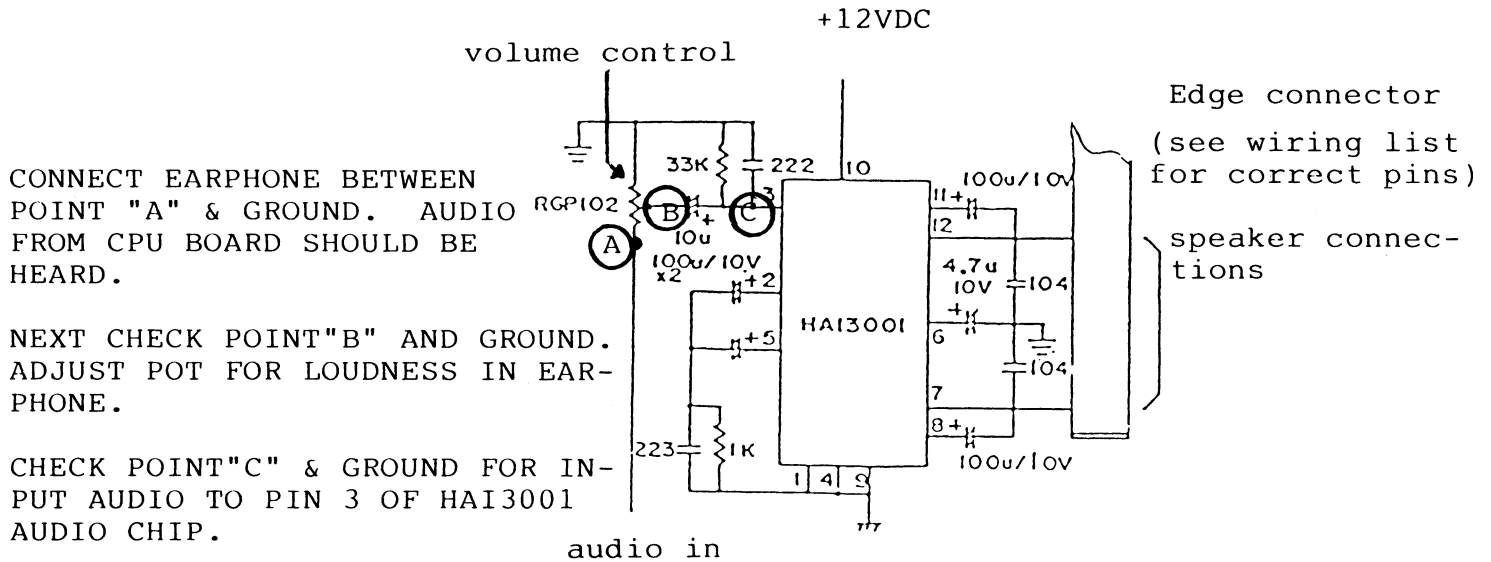 +12VDC
volume control
Edge connector
(see wiring list
for correct pins)
speaker connec-
tions
CONNECT EARPHONE BETWEEN
POINT "A" & GROUND. AUDIO
FROM CPU BOARD SHOULD BE
HEARD.
NEXT CHECK POINT"B" AND GROUND.
ADJUST POT FOR LOUDNESS IN EAR-
PHONE.
CHECK POINT"C" & GROUND FOR IN-
PUT AUDIO TO PIN 3 OF HA13001
AUDIO CHIP.
33K
222
10
3
RGP102
B
+
C
10u
A
100u/10V
x2
+2
+5
HA13001
223
1K
1
4
9
100u/10V
11+
12
4.7u
10V
104
+
6
104
7
8+
100u/10V
audio in